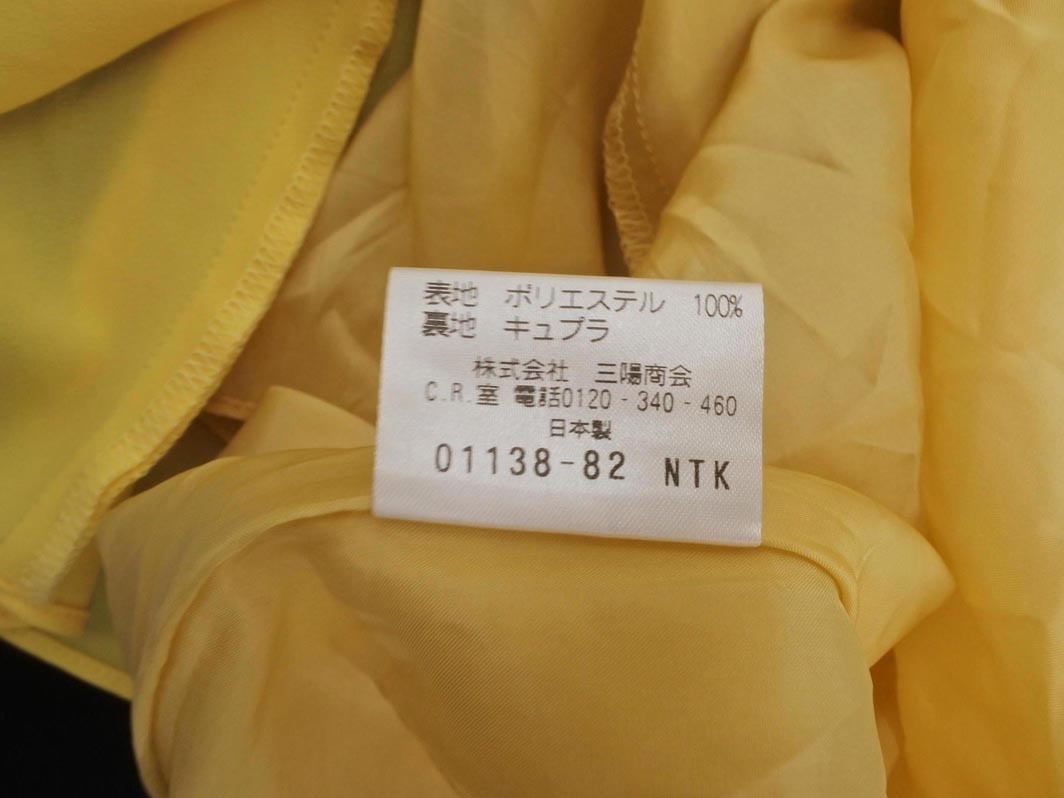 表地 ポリエステル 100%
裏地 キュプラ
株式会社 三陽商会
C.R.室 電話0120-340-460
日本製
01138-82 NTK